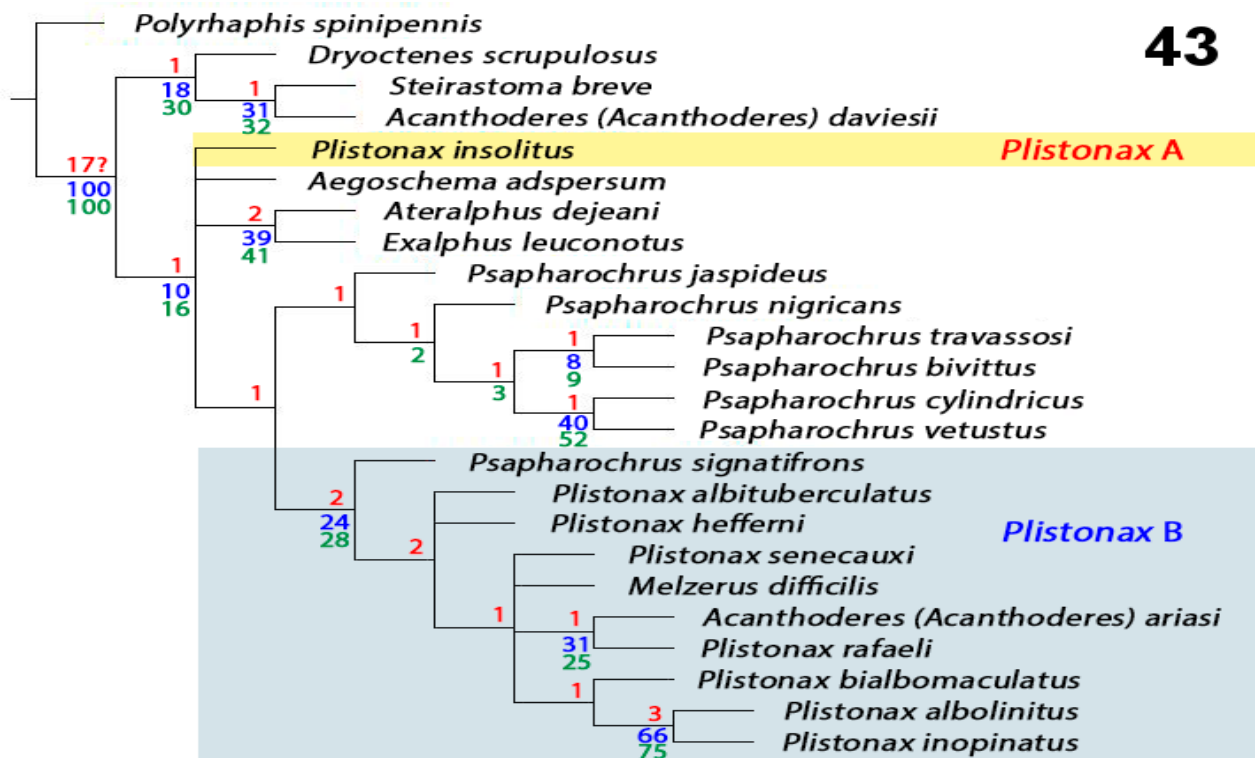 Polyrhaphis spinipennis
43
Dryoctenes scrupulosus
1
18
30
Steirastoma breve
1
31
32
Acanthoderes (Acanthoderes) daviesii
Plistonax insolitus
Plistonax A
17?
100
100
Aegoschema adspersum
Ateralphus dejeani
2
39
41
Exalphus leuconotus
1
10
16
Psapharochrus jaspideus
1
Psapharochrus nigricans
1
2
Psapharochrus travassosi
1
8
9
Psapharochrus bivittus
1
3
Psapharochrus cylindricus
1
40
52
Psapharochrus vetustus
1
Psapharochrus signatifrons
2
24
28
Plistonax albituberculatus
Plistonax hefferni
Plistonax B
2
Plistonax senecauxi
Melzerus difficilis
1
Acanthoderes (Acanthoderes) ariasi
1
31
25
Plistonax rafaeli
Plistonax bialbomaculatus
1
Plistonax albolinitus
3
66
75
Plistonax inopinatus